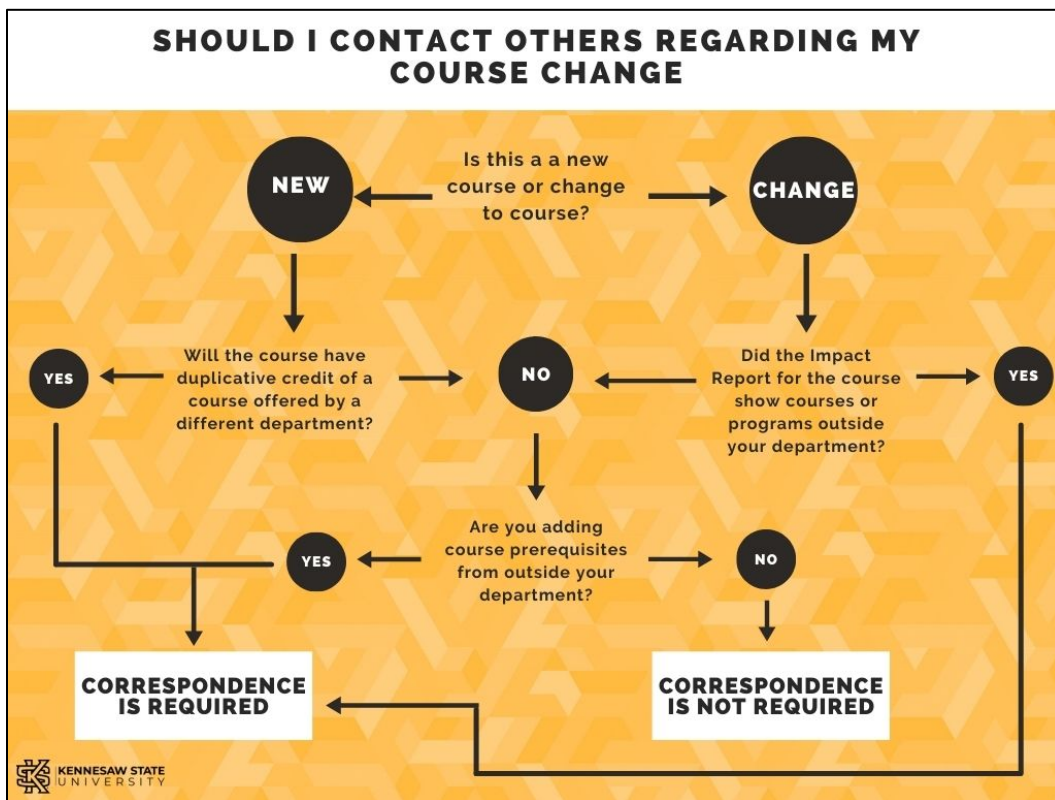 SHOULD I CONTACT OTHERS REGARDING MY
COURSE CHANGE
NEW
Is this a a new
course or change
to course?
CHANGE
YES
Will the course have
duplicative credit of a
course offered by a
different department?
NO
Did the Impact
Report for the course
show courses or
programs outside
your department?
YES
YES
Are you adding
course prerequisites
from outside your
department?
NO
CORRESPONDENCE
IS REQUIRED
CORRESPONDENCE
IS NOT REQUIRED
KENNESAW STATE
UNIVERSITY